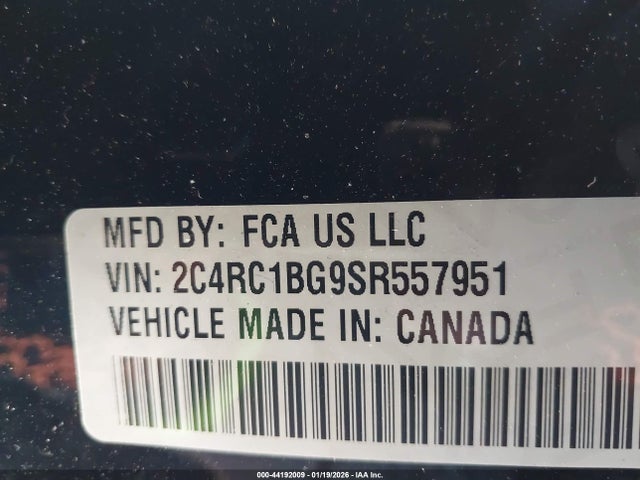 MFD BY: FCA US LLC
VIN: 2C4RC1BG9SR557951
VEHICLE MADE IN: CANADA
000-44192009 - 01/19/2026 - IAA Inc.